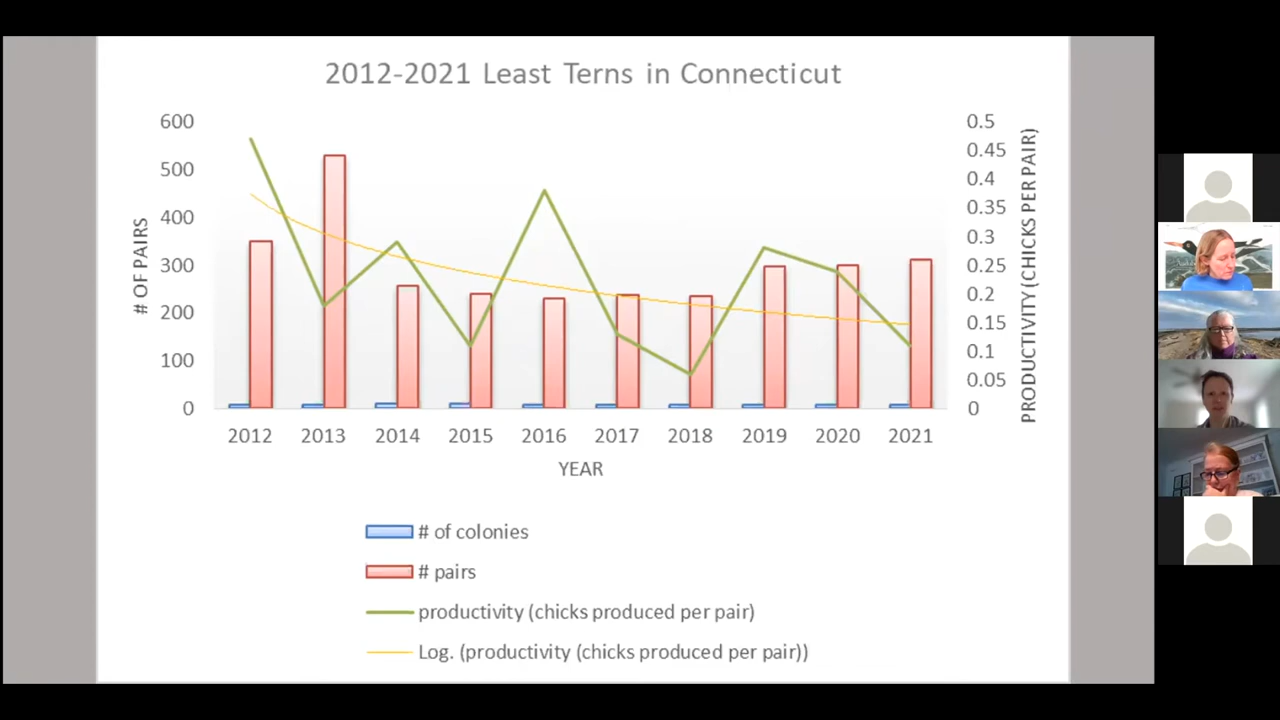 2012-2021 Least Terns in Connecticut
600
500
400
300
200
100
0
# OF PAIRS
0.5
0.45
0.4
0.35
0.3
0.25
0.2
0.15
0.1
0.05
0
PRODUCTIVITY (CHICKS PER PAIR)
2012 2013 2014 2015 2016 2017 2018 2019 2020 2021
YEAR
# of colonies
# pairs
productivity (chicks produced per pair)
Log. (productivity (chicks produced per pair))